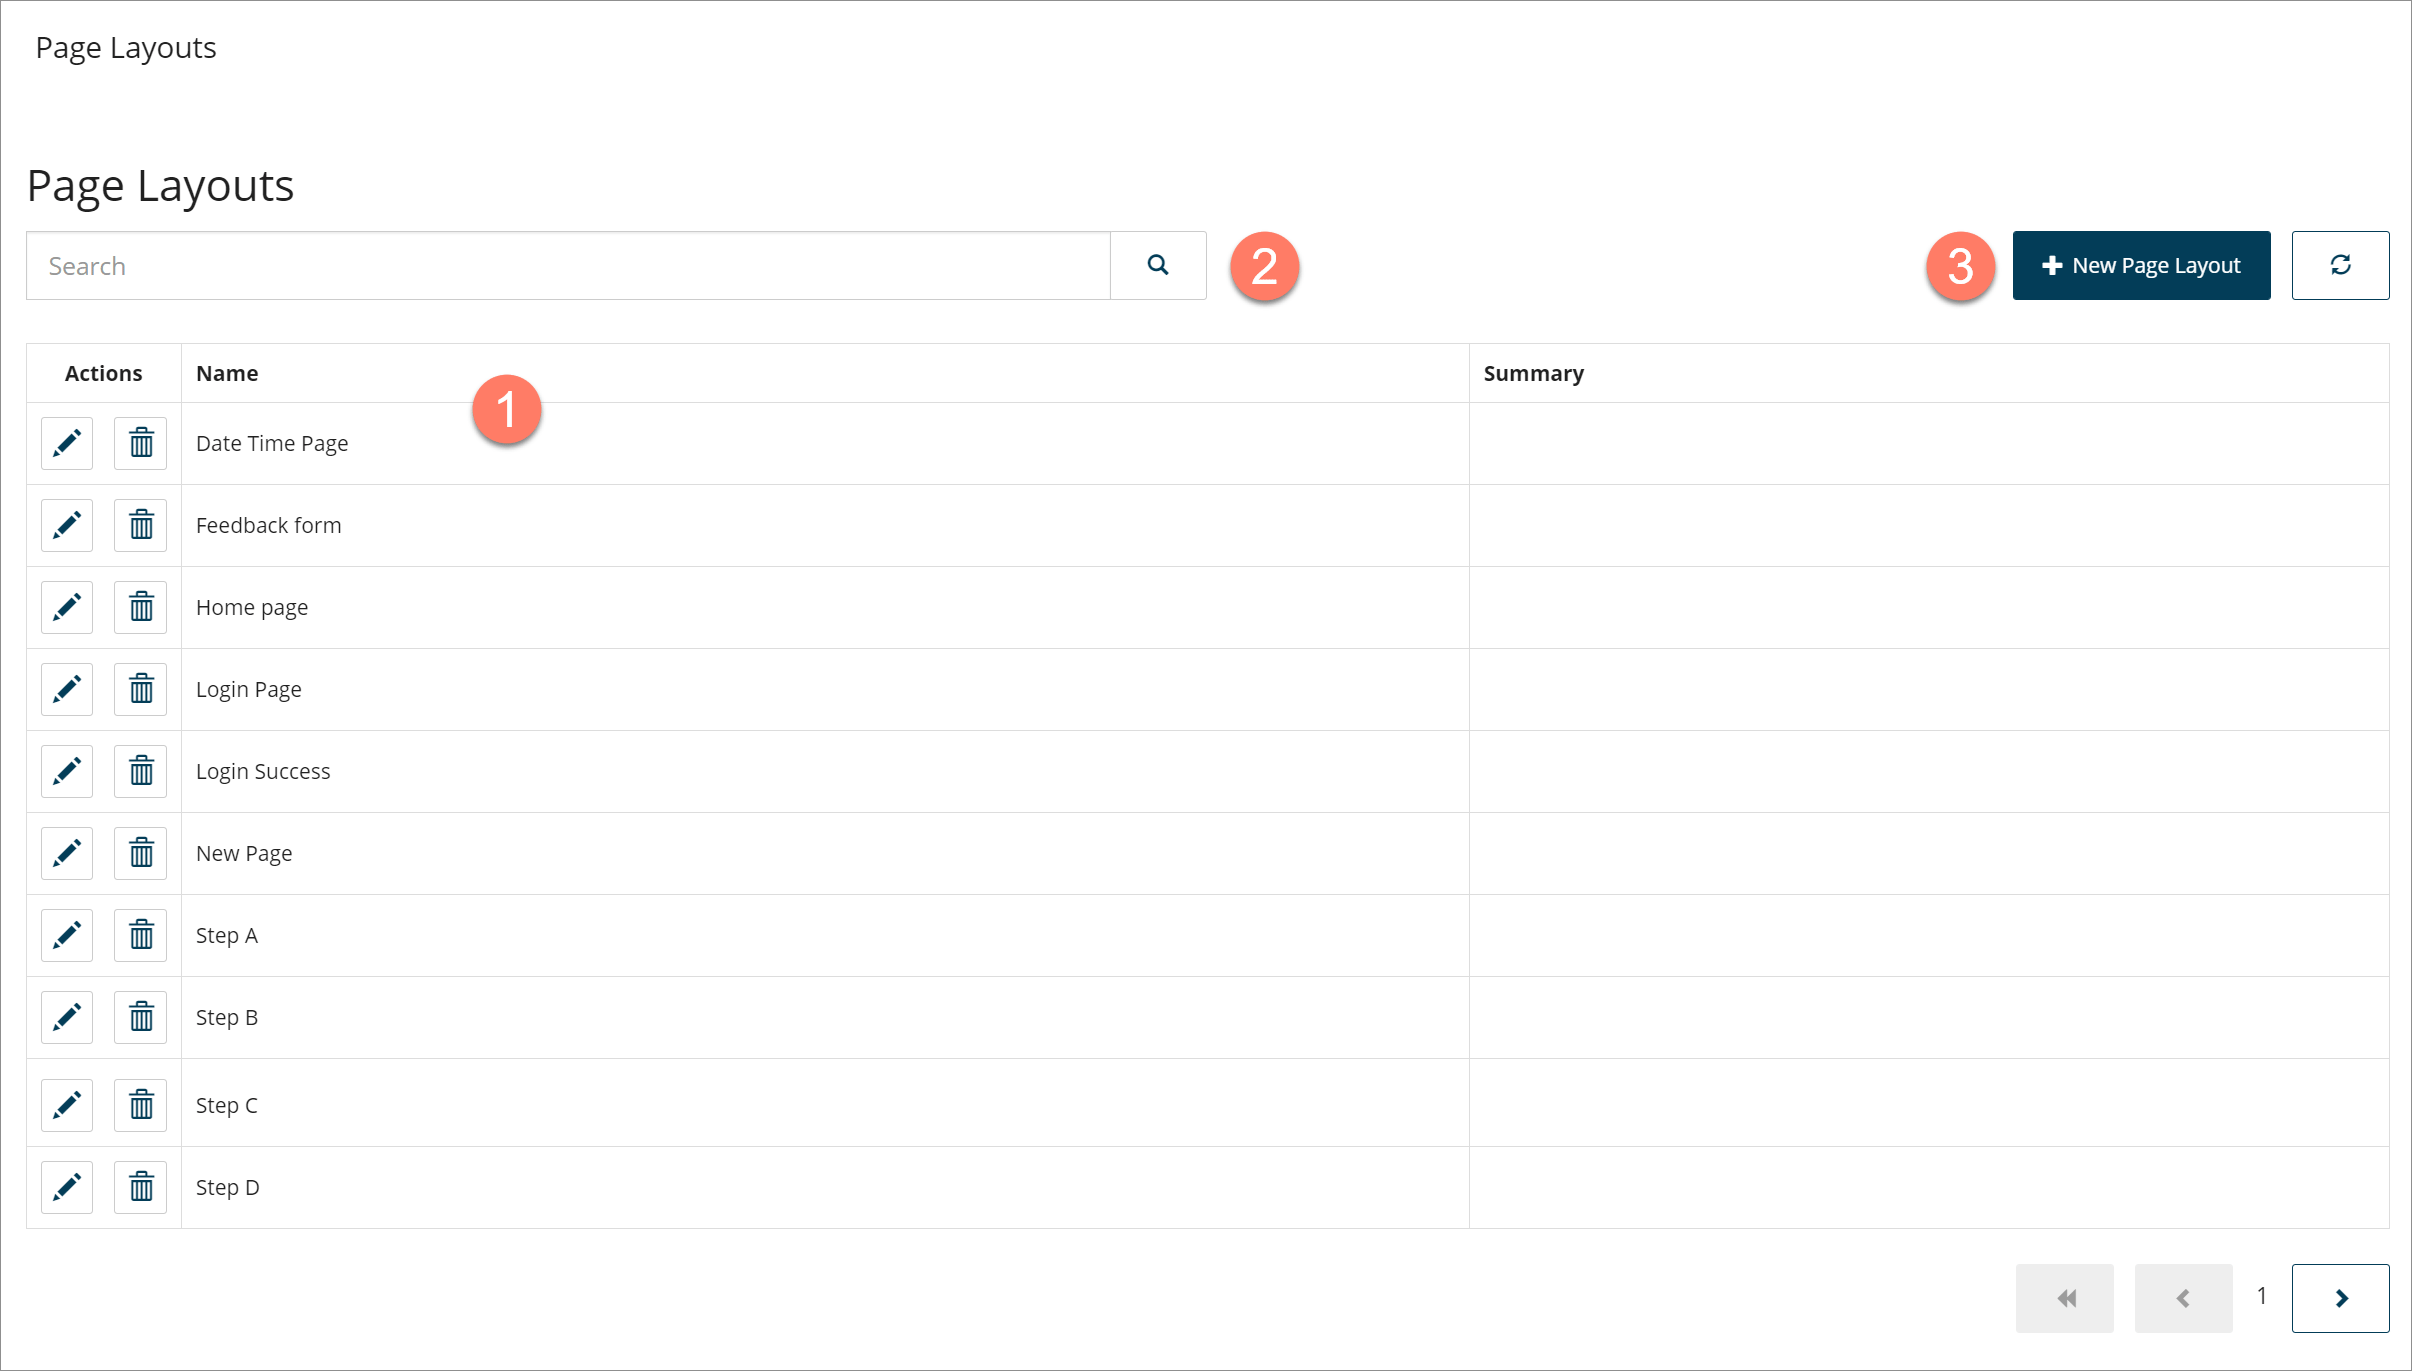 Page Layouts
Page Layouts
Search
2
3
New Page Layout
Actions Name Summary
1
Date Time Page
Feedback form
Home page
Login Page
Login Success
New Page
Step A
Step B
Step C
Step D
1